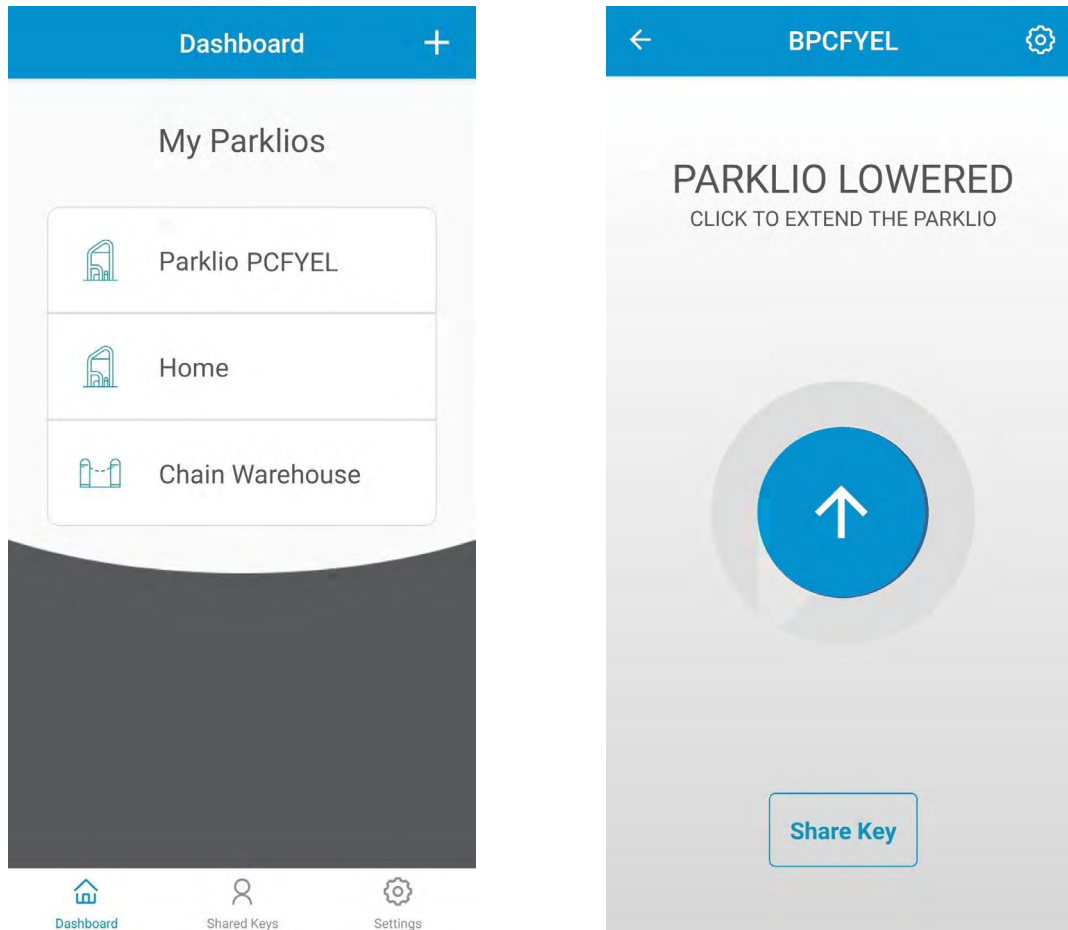 Dashboard
My Parklios
Parklio PCFYEL
Home
Chain Warehouse
Dashboard
Shared Keys
Settings
BPCFYEL
PARKLIO LOWERED
CLICK TO EXTEND THE PARKLIO
Share Key